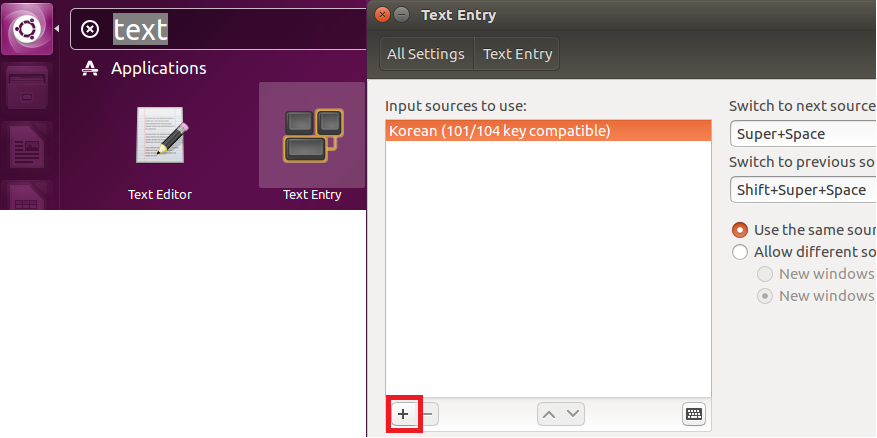 text
Applications
Text Editor
Text Entry
Text Entry
All Settings
Text Entry
Input sources to use:
Korean (101/104 key compatible)
Switch to next source
Super+Space
Switch to previous so
Shift+Super+Space
Use the same sour
Allow different so
New windows
New windows